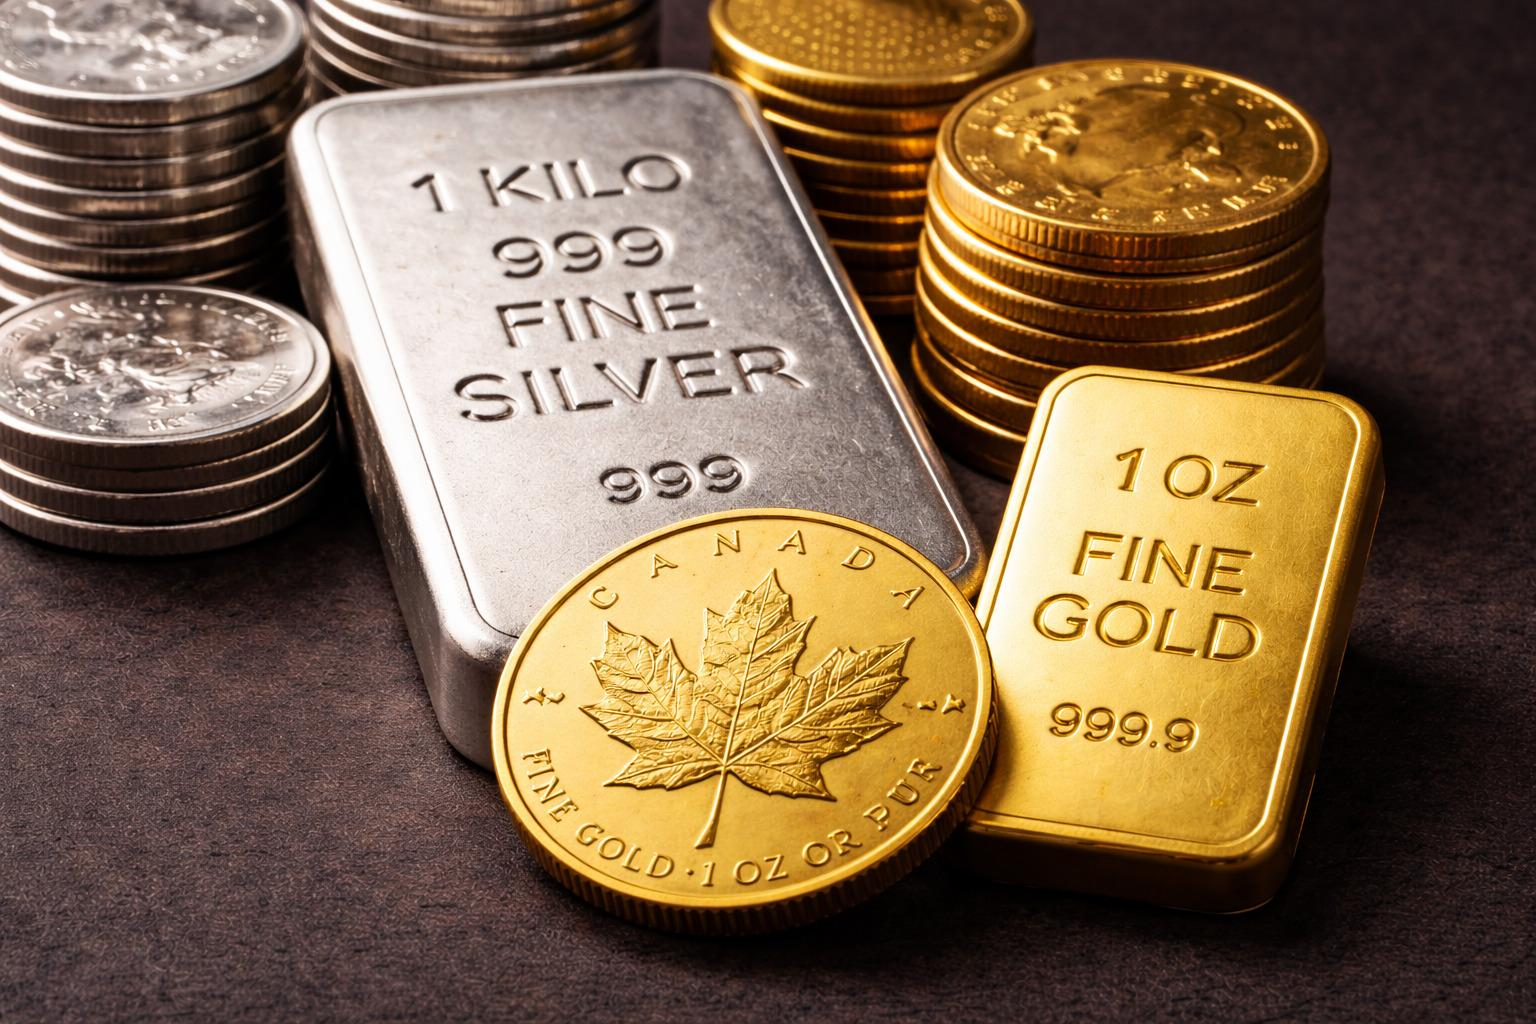 1 KILO
999
FINE
SILVER
999
CANADA
FINE GOLD · 1 OZ OR PUR
1 OZ
FINE
GOLD
999.9